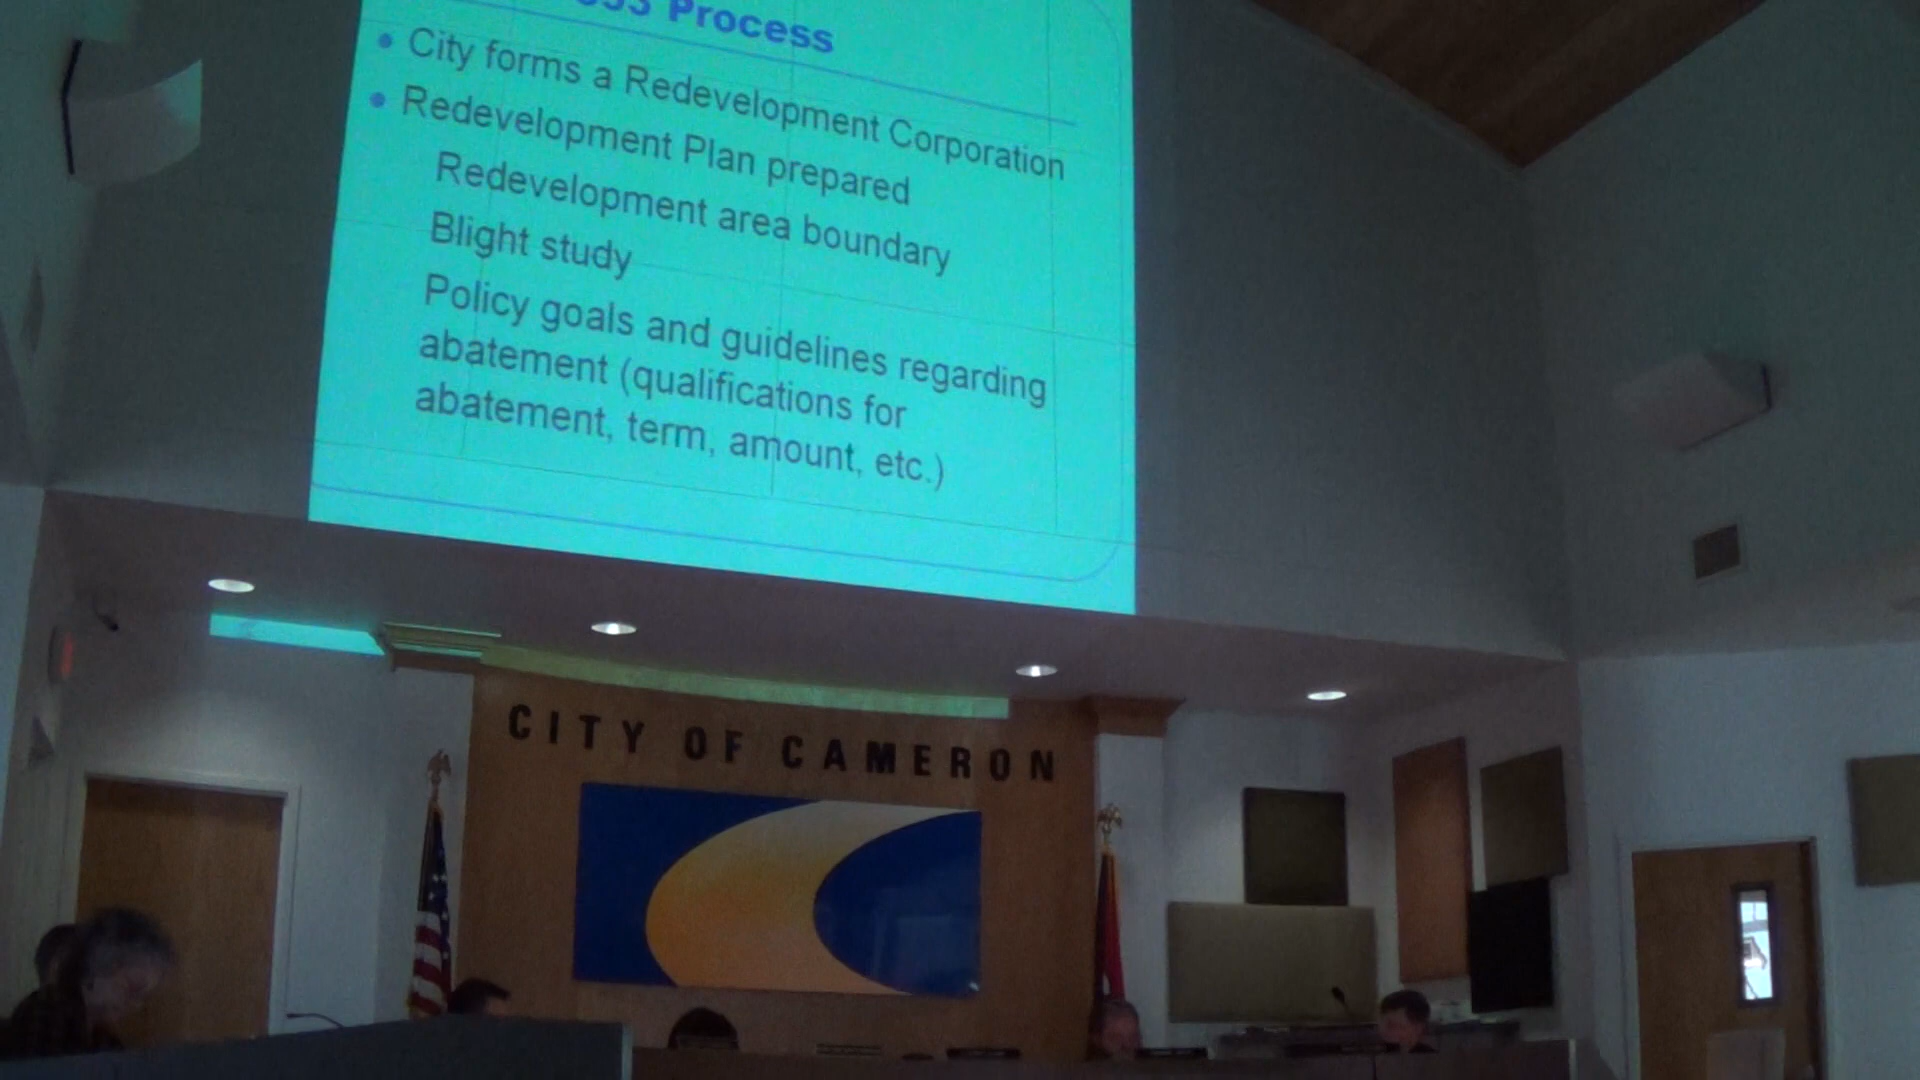 353 Process
City forms a Redevelopment Corporation
Redevelopment Plan prepared
Redevelopment area boundary
Blight study
Policy goals and guidelines regarding
abatement (qualifications for
abatement, term, amount, etc.)
CITY OF CAMERON